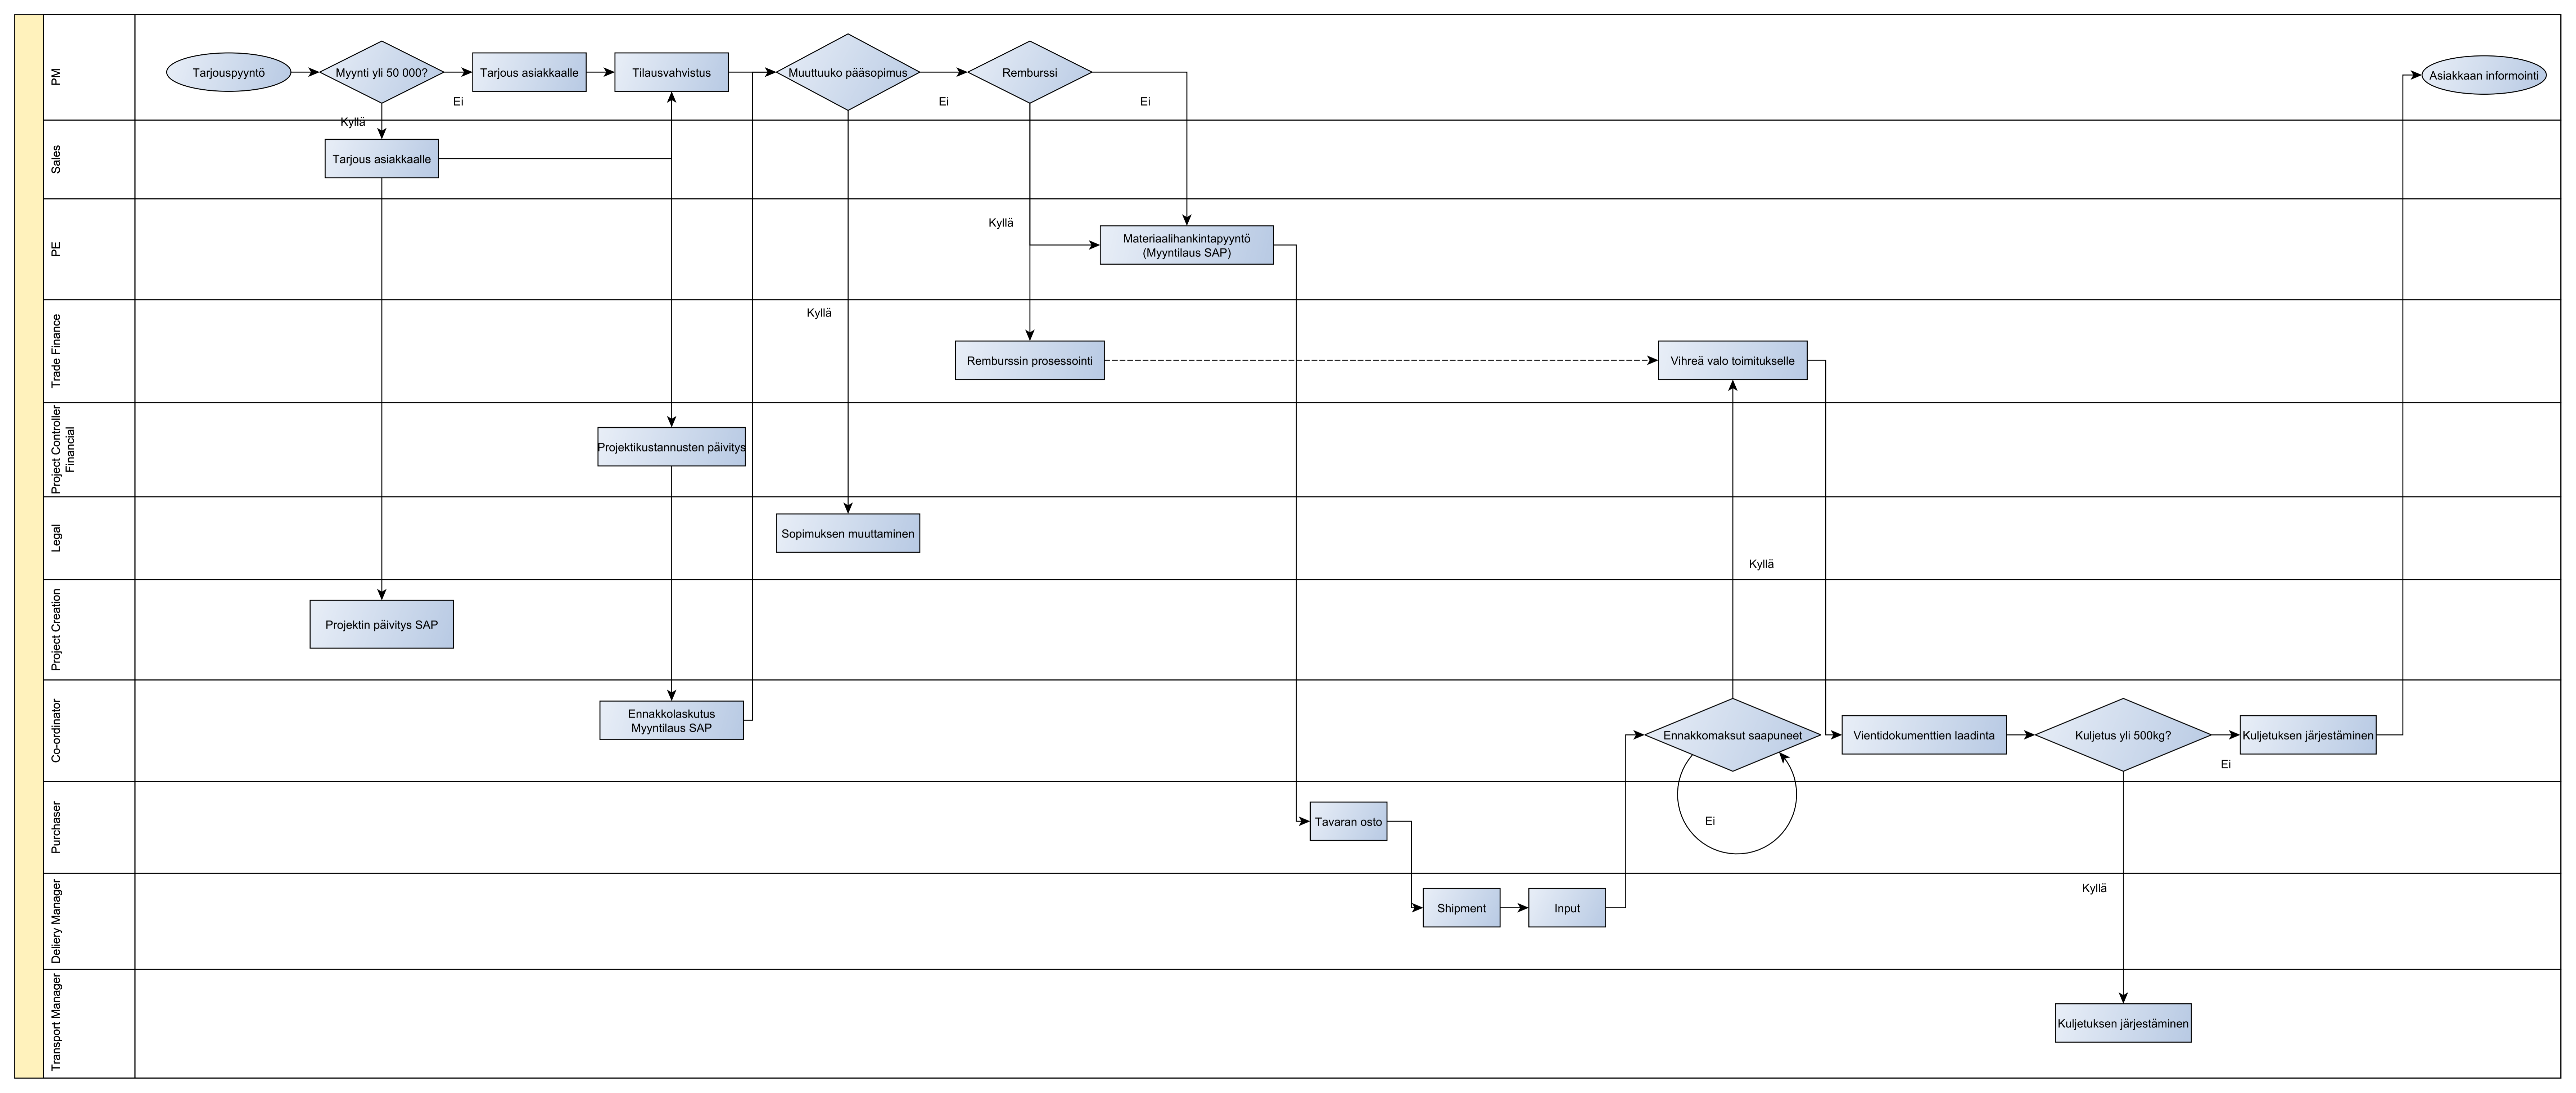 PM
Tarjouspyyntö
Myynti yli 50 000?
Tarjous asiakkaalle
Tilausvahvistus
Muuttuuko pääsopimus
Remburssi
Asiakkaan informointi
Ei
Ei
Ei
Kyllä
Sales
Tarjous asiakkaalle
PE
Kyllä
Materiaalihankintapyyntö
(Myyntilaus SAP)
Kyllä
Trade Finance
Remburssin prosessointi
Vihreä valo toimitukselle
Project Controller
Financial
Projektikustannusten päivitys
Legal
Sopimuksen muuttaminen
Kyllä
Project Creation
Projektin päivitys SAP
Co-ordinator
Ennakkolaskutus
Myyntilaus SAP
Ennakkomaksut saapuneet
Vientidokumenttien laadinta
Kuljetus yli 500kg?
Kuljetuksen järjestäminen
Ei
Purchaser
Tavaran osto
Ei
Deliery Manager
Shipment
Input
Kyllä
Transport Manager
Kuljetuksen järjestäminen